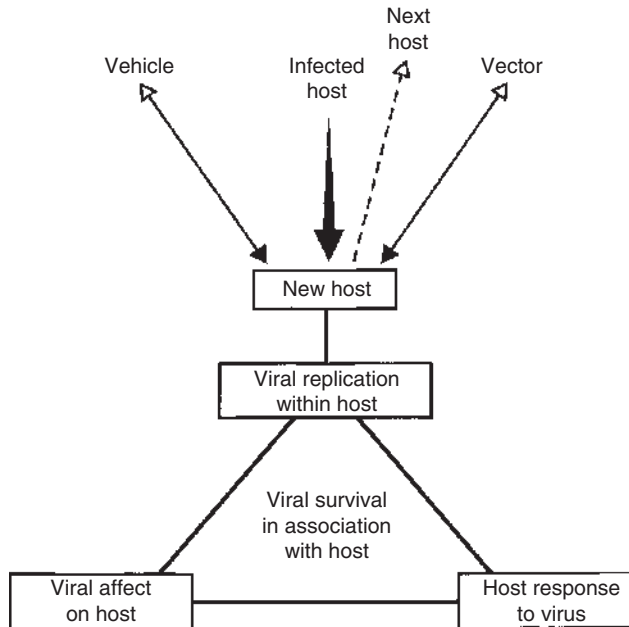 Next
host
Vehicle
Infected
host
Vector
New host
Viral replication
within host
Viral survival
in association
with host
Viral affect
on host
Host response
to virus